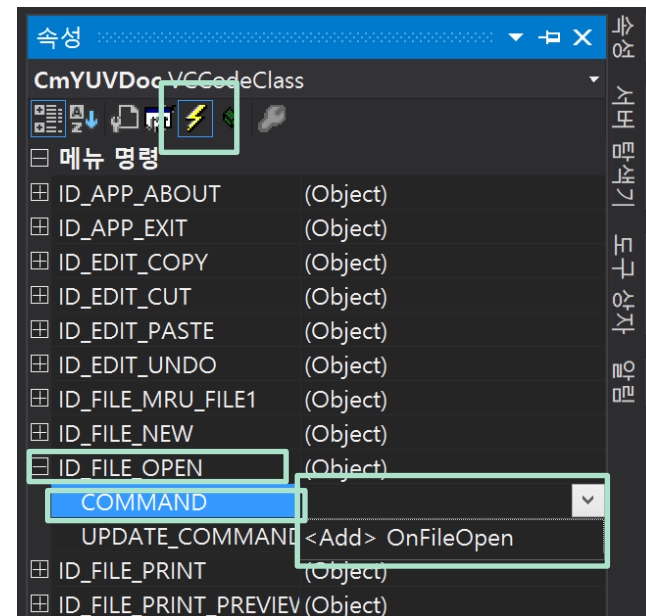 속성
CmYUVDoc VCCodeClass
메뉴 명령
ID_APP_ABOUT (Object)
ID_APP_EXIT (Object)
ID_EDIT_COPY (Object)
ID_EDIT_CUT (Object)
ID_EDIT_PASTE (Object)
ID_EDIT_UNDO (Object)
ID_FILE_MRU_FILE1 (Object)
ID_FILE_NEW (Object)
ID_FILE_OPEN (Object)
COMMAND
UPDATE_COMMAND <Add> OnFileOpen
ID_FILE_PRINT (Object)
ID_FILE_PRINT_PREVIEV (Object)
속성
서버 탐색기
도구 상자
알림